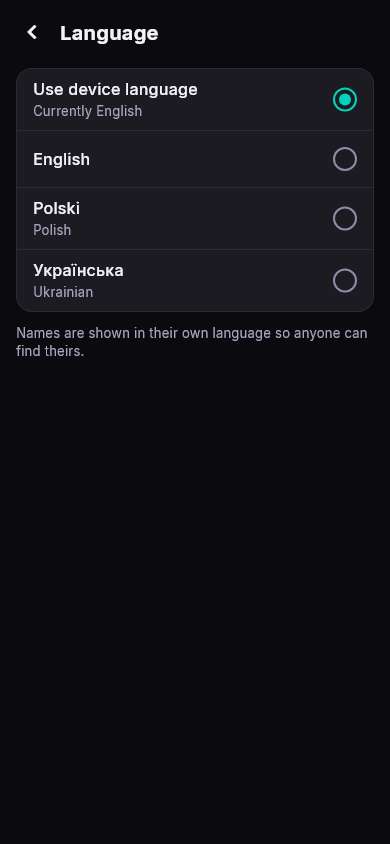 Language
Use device language
Currently English
English
Polski
Polish
Українська
Ukrainian
Names are shown in their own language so anyone can
find theirs.